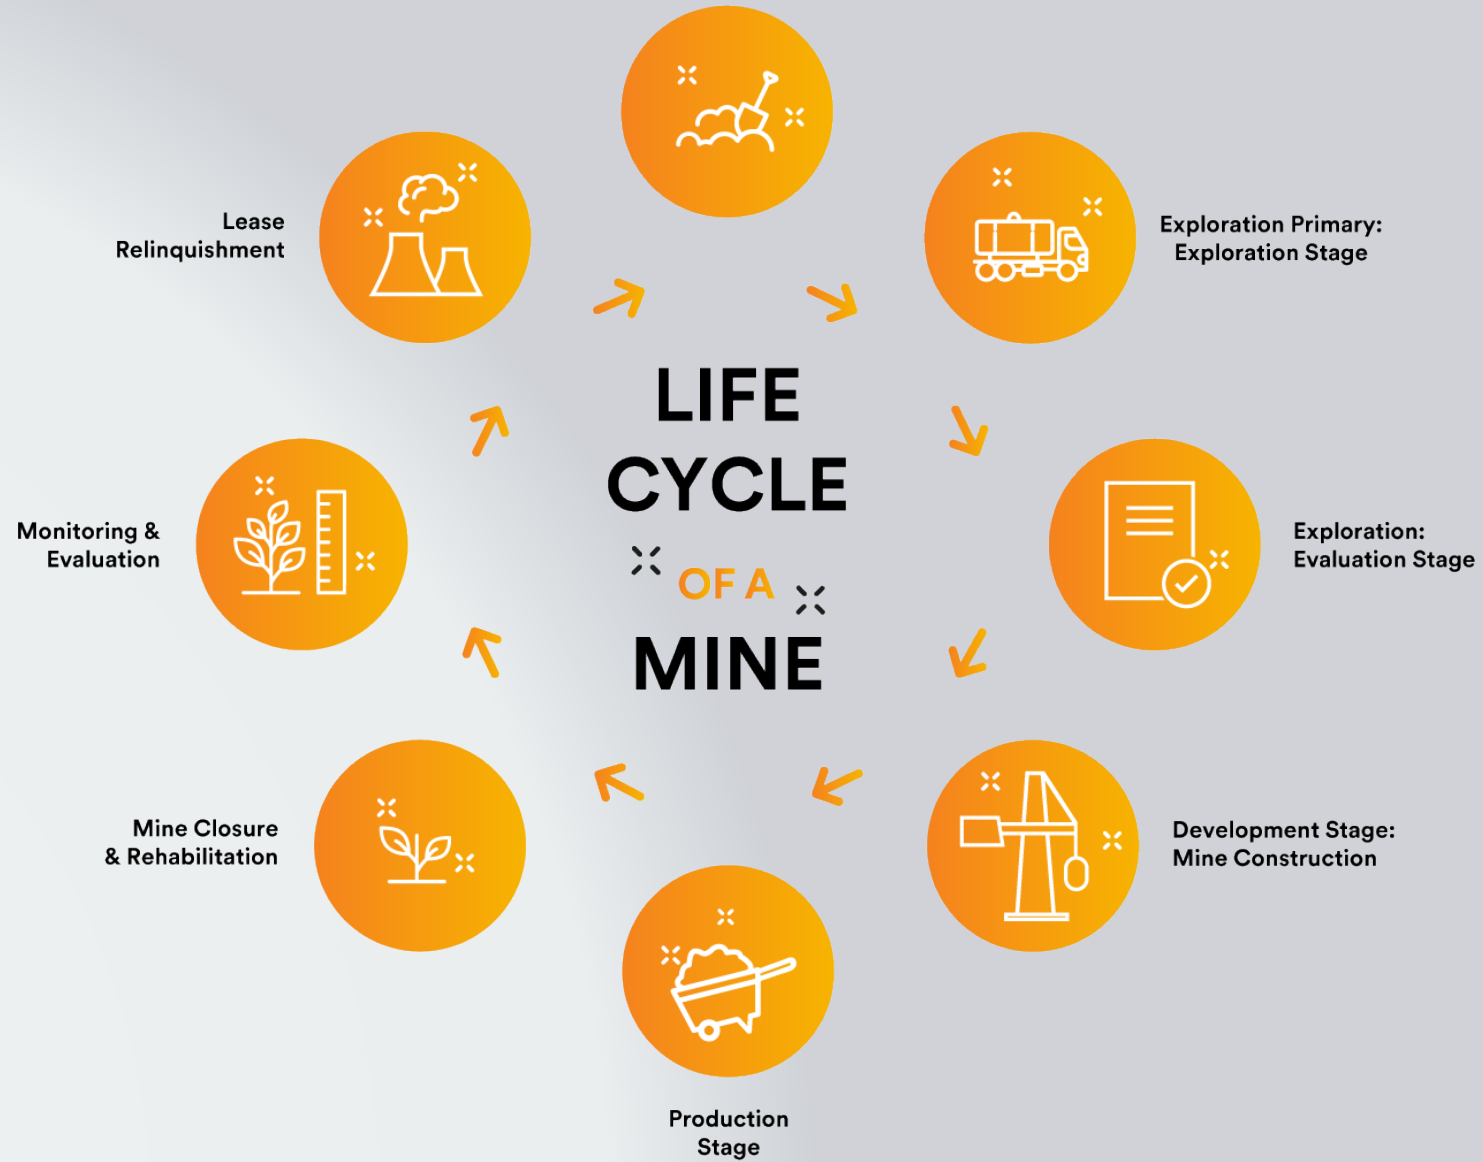 LIFE
CYCLE
OF A
MINE
Exploration Primary:
Exploration Stage
Exploration:
Evaluation Stage
Development Stage:
Mine Construction
Production
Stage
Mine Closure
& Rehabilitation
Monitoring &
Evaluation
Lease
Relinquishment